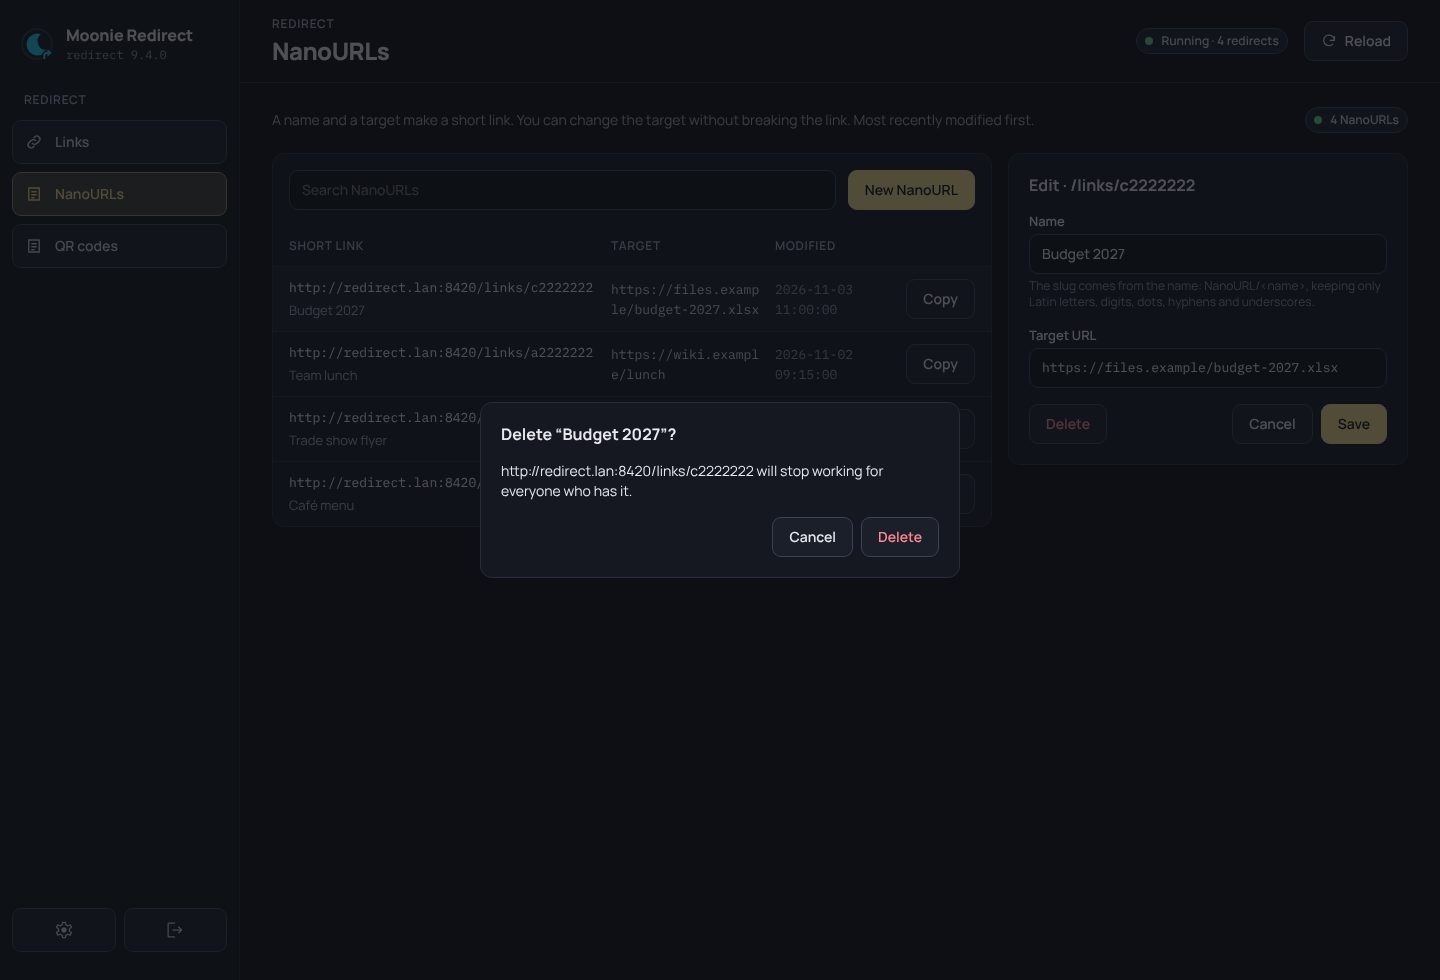 Moonie Redirect
redirect 9.4.0
REDIRECT
Links
NanoURLs
QR codes
REDIRECT
NanoURLs
Running · 4 redirects
Reload
A name and a target make a short link. You can change the target without breaking the link. Most recently modified first.
4 NanoURLs
Search NanoURLs
New NanoURL
SHORT LINK TARGET MODIFIED
http://redirect.lan:8420/links/c2222222
Budget 2027
https://files.examp
le/budget-2027.xlsx
2026-11-03
11:00:00
Copy
http://redirect.lan:8420/links/a2222222
Team lunch
https://wiki.exampl
e/lunch
2026-11-02
09:15:00
Copy
http://redirect.lan:8420/
Trade show flyer
http://redirect.lan:8420/
Café menu
Edit · /links/c2222222
Name
Budget 2027
The slug comes from the name: NanoURL/<name>, keeping only
Latin letters, digits, dots, hyphens and underscores.
Target URL
https://files.example/budget-2027.xlsx
Delete
Cancel
Save
Delete “Budget 2027”?
http://redirect.lan:8420/links/c2222222 will stop working for
everyone who has it.
Cancel
Delete